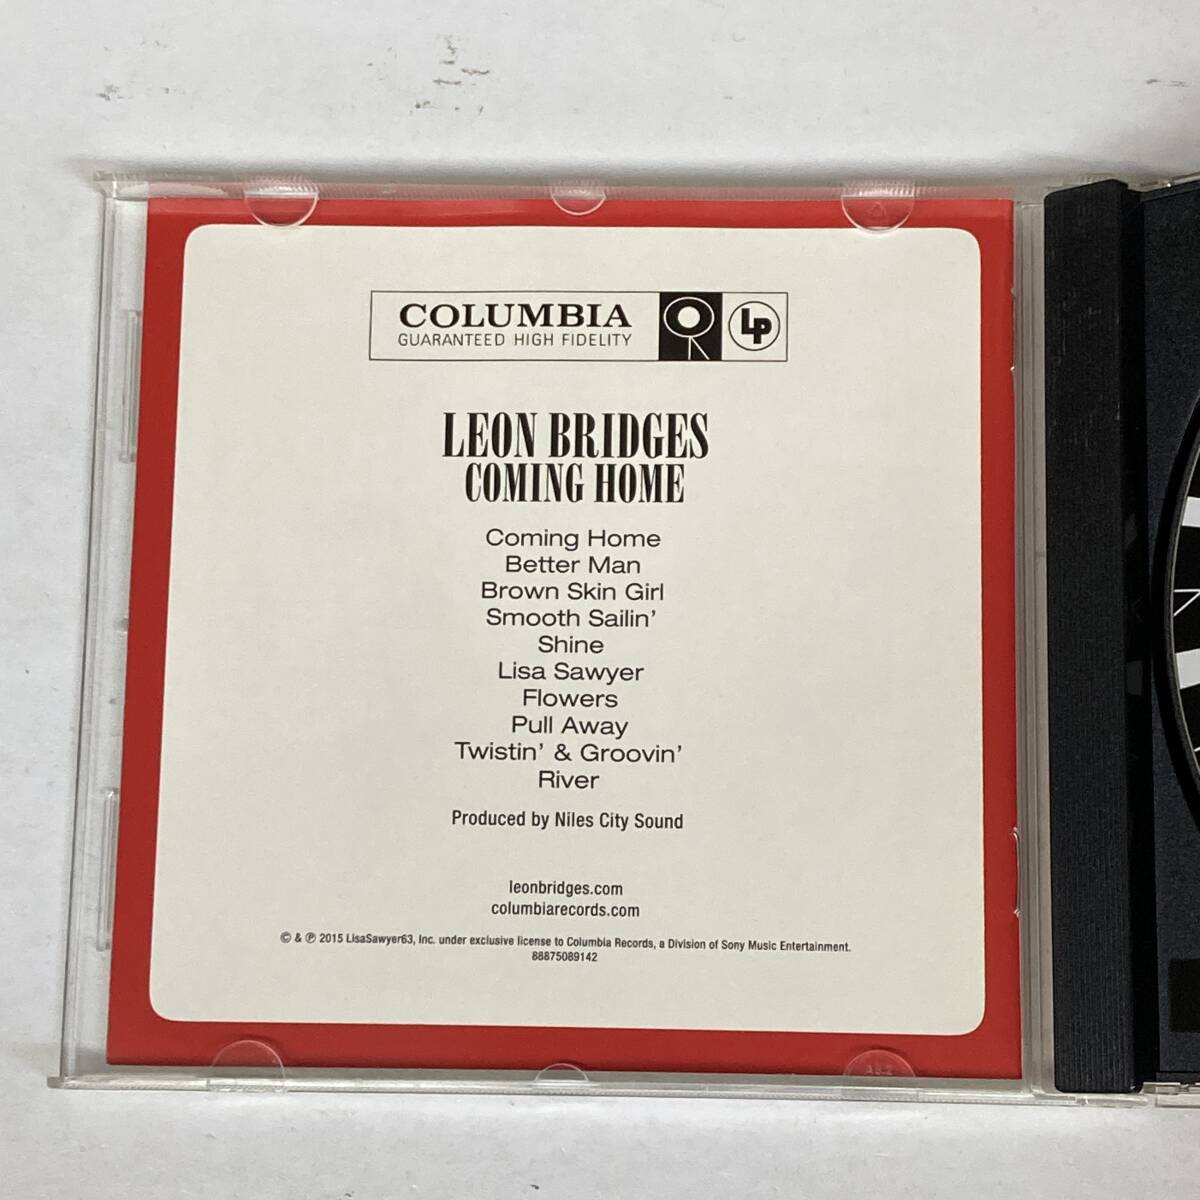 COLUMBIA
GUARANTEED HIGH FIDELITY
LP
LEON BRIDGES
COMING HOME
Coming Home
Better Man
Brown Skin Girl
Smooth Sailin'
Shine
Lisa Sawyer
Flowers
Pull Away
Twistin' & Groovin'
River
Produced by Niles City Sound
leonbridges.com
columbiarecords.com
© & ℗ 2015 LisaSawyer63, Inc. under exclusive license to Columbia Records, a Division of Sony Music Entertainment.
88875089142